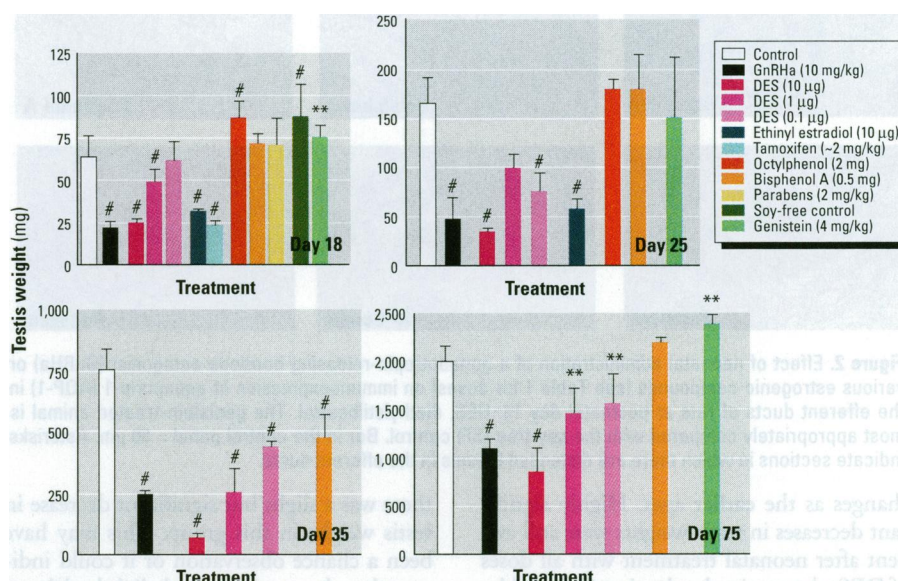 Testis weight (mg)
125
100
75
50
25
0
# # # # # # # **
Day 18
Treatment
250
200
150
100
50
0
# # # #
Day 25
Treatment
Control
GnRHa (10 mg/kg)
DES (10 µg)
DES (1 µg)
DES (0.1 µg)
Ethinyl estradiol (10 µg)
Tamoxifen (~2 mg/kg)
Octylphenol (2 mg)
Bisphenol A (0.5 mg)
Parabens (2 mg/kg)
Soy-free control
Genistein (4 mg/kg)
1,000
750
500
250
0
# # # # #
Day 35
Treatment
2,500
2,000
1,500
1,000
500
0
# # ** ** **
Day 75
Treatment